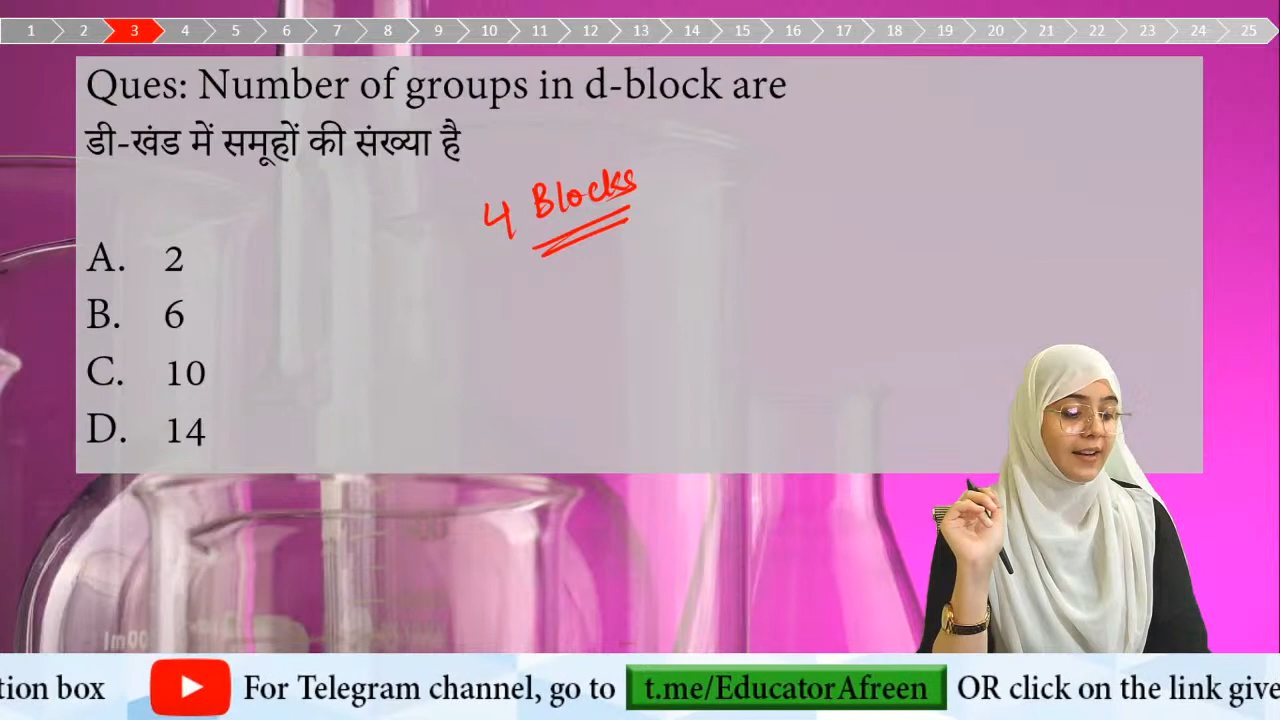 1 2 3 4 5 6 7 8 9 10 11 12 13 14 15 16 17 18 19 20 21 22 23 24 25
Ques: Number of groups in d-block are
डी-खंड में समूहों की संख्या है
4 Blocks
A. 2
B. 6
C. 10
D. 14
100ml
tion box For Telegram channel, go to t.me/EducatorAfreen OR click on the link give